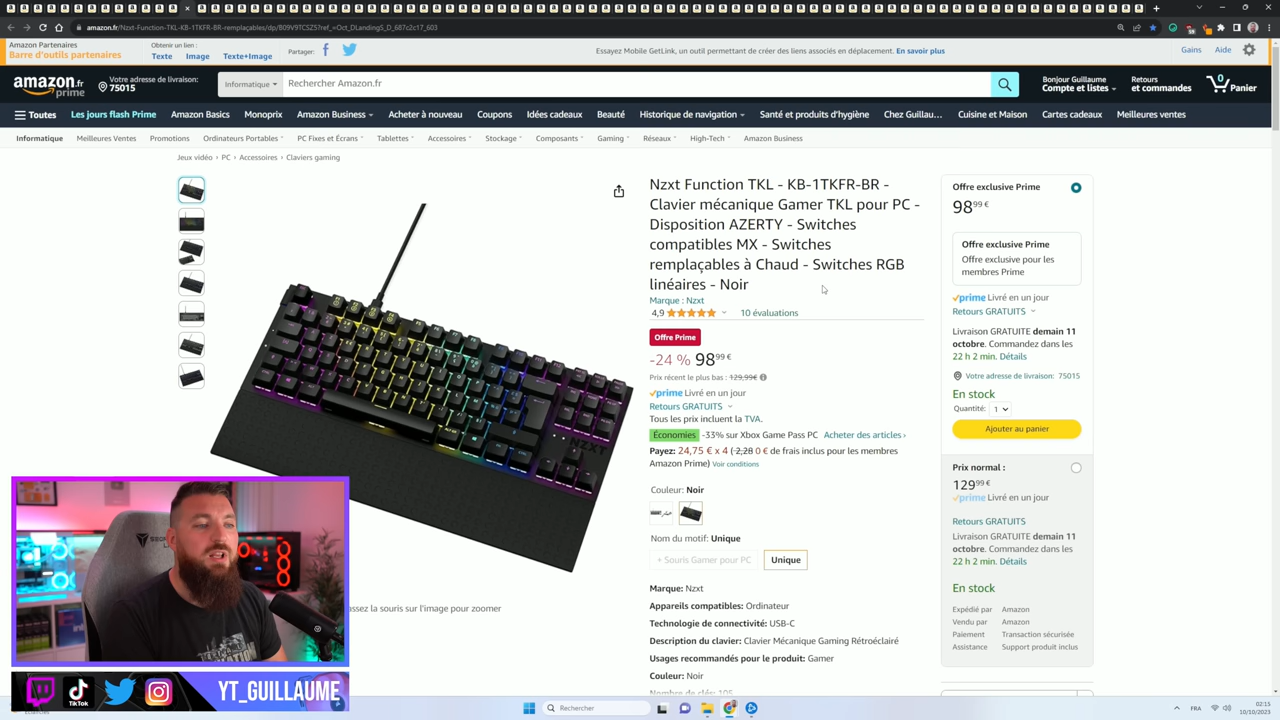 amazon.fr/Nzxt-Function-TKL-KB-1TKFR-BR-remplaçables/dp/B09V9TCSZS?ref_=Oct_DLandingS_D_687c2c17_603
Amazon Partenaires
Barre d'outils partenaires
Obtenir un lien :
Texte Image Texte+Image
Partager:
Essayez Mobile GetLink, un outil permettant de créer des liens associés en déplacement. En savoir plus
Gains Aide
amazon.fr
prime
Votre adresse de livraison:
75015
Informatique
Rechercher Amazon.fr
Bonjour Guillaume
Compte et listes
Retours
et commandes
0
Panier
Toutes Les jours flash Prime Amazon Basics Monoprix Amazon Business Acheter à nouveau Coupons Idées cadeaux Beauté Historique de navigation Santé et produits d'hygiène Chez Guillau... Cuisine et Maison Cartes cadeaux Meilleures ventes
Informatique Meilleures Ventes Promotions Ordinateurs Portables PC Fixes et Écrans Tablettes Accessoires Stockage Composants Gaming Réseaux High-Tech Amazon Business
Jeux vidéo › PC › Accessoires › Claviers gaming
Nzxt Function TKL - KB-1TKFR-BR -
Clavier mécanique Gamer TKL pour PC -
Disposition AZERTY - Switches
compatibles MX - Switches
remplaçables à Chaud - Switches RGB
linéaires - Noir
Marque : Nzxt
4,9 10 évaluations
Offre Prime
-24 % 98,99 €
Prix récent le plus bas : 129,99€
prime Livré en un jour
Retours GRATUITS
Tous les prix incluent la TVA.
Économies -33% sur Xbox Game Pass PC Acheter des articles ›
Payez: 24,75 € x 4 (-2,28 0 € de frais inclus pour les membres
Amazon Prime) Voir conditions
Couleur: Noir
Nom du motif: Unique
+ Souris Gamer pour PC
Unique
Marque: Nzxt
Appareils compatibles: Ordinateur
Technologie de connectivité: USB-C
Description du clavier: Clavier Mécanique Gaming Rétroéclairé
Usages recommandés pour le produit: Gamer
Couleur: Noir
Nombre de clés: 105
Offre exclusive Prime
98,99 €
Offre exclusive Prime
Offre exclusive pour les
membres Prime
prime Livré en un jour
Retours GRATUITS
Livraison GRATUITE demain 11
octobre. Commandez dans les
22 h 2 min. Détails
Votre adresse de livraison: 75015
En stock
Quantité: 1
Ajouter au panier
Prix normal :
129,99 €
prime Livré en un jour
Retours GRATUITS
Livraison GRATUITE demain 11
octobre. Commandez dans les
22 h 2 min. Détails
En stock
Expédié par Amazon
Vendu par Amazon
Paiement Transaction sécurisée
Assistance Support produit inclus
NZXT
assez la souris sur l'image pour zoomer
TikTok
YT_GUILLAUME
Rechercher
FRA
02:15
10/10/2023